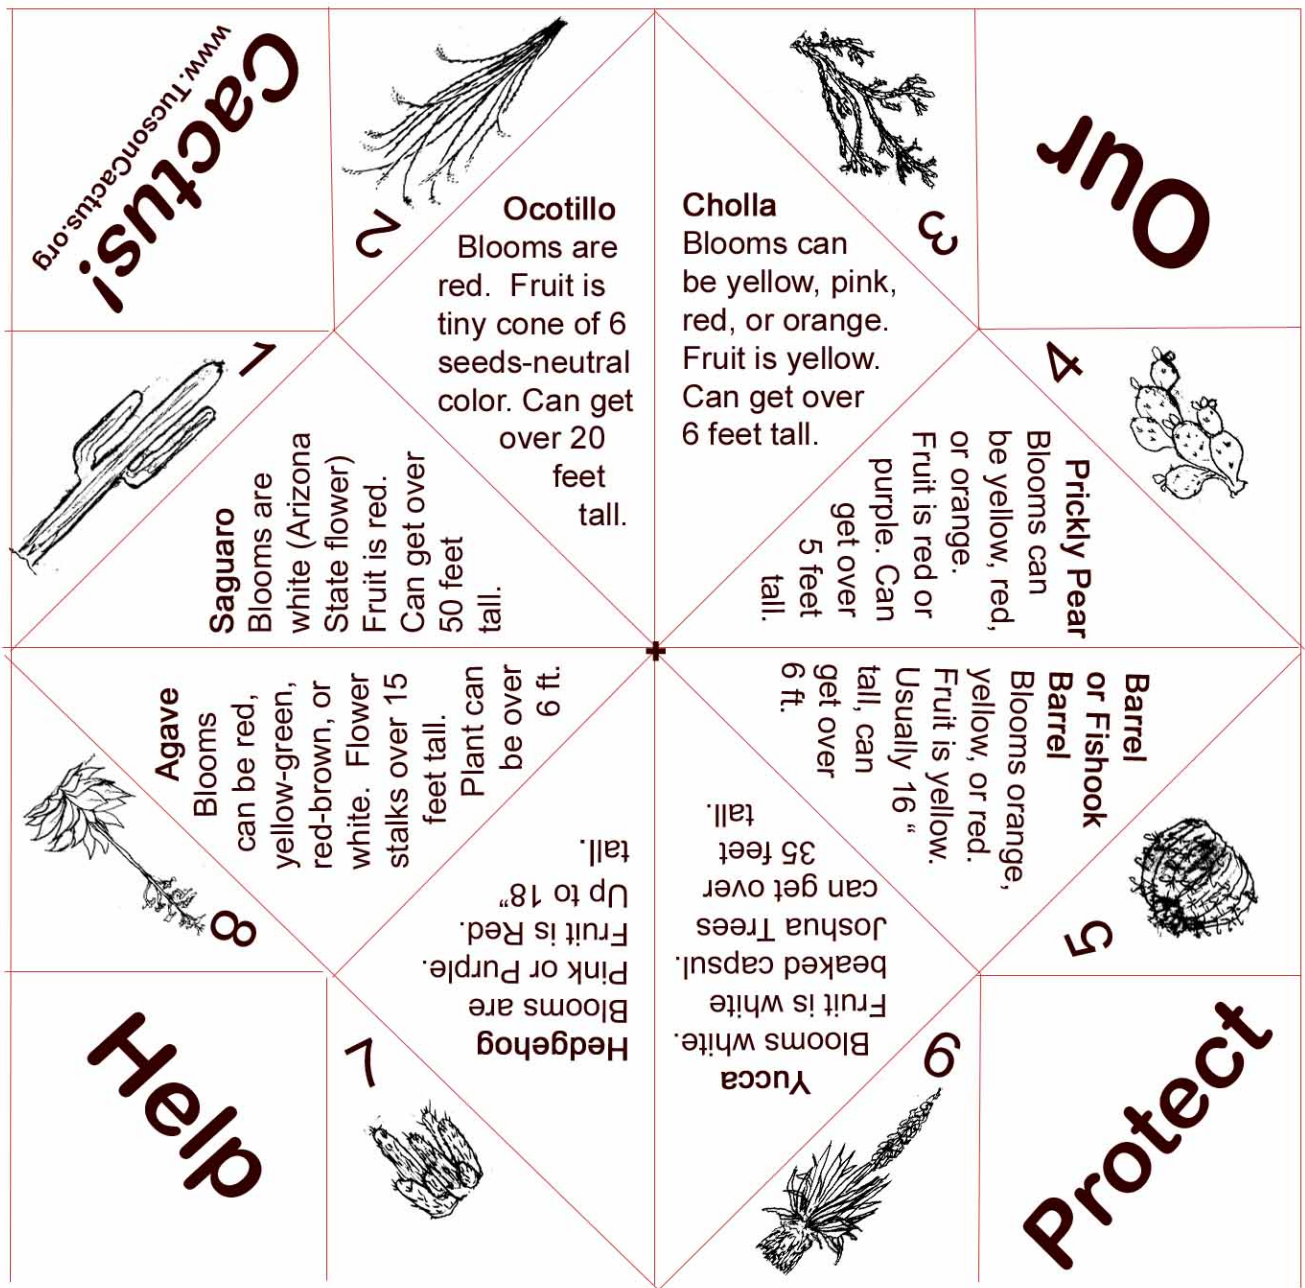 Help
Protect
Our
Cactus!
www.TucsonCactus.org
1
Saguaro
Blooms are
white (Arizona
State flower)
Fruit is red.
Can get over
50 feet
tall.
2
Ocotillo
Blooms are
red. Fruit is
tiny cone of 6
seeds-neutral
color. Can get
over 20
feet
tall.
3
Cholla
Blooms can
be yellow, pink,
red, or orange.
Fruit is yellow.
Can get over
6 feet tall.
4
Prickly Pear
Blooms can
be yellow, red,
or orange.
Fruit is red or
purple. Can
get over
5 feet
tall.
5
Barrel
or Fishook
Barrel
Blooms orange,
yellow, or red.
Fruit is yellow.
Usually 16 “
tall, can
get over
6 ft.
6
Yucca
Blooms white.
Fruit is white
beaked capsul.
Joshua Trees
can get over
35 feet
tall
7
Hedgehog
Blooms are
Pink or Purple.
Fruit is Red.
Up to 18”
tall.
8
Agave
Blooms
can be red,
yellow-green,
red-brown, or
white. Flower
stalks over 15
feet tall.
Plant can
be over
6 ft.